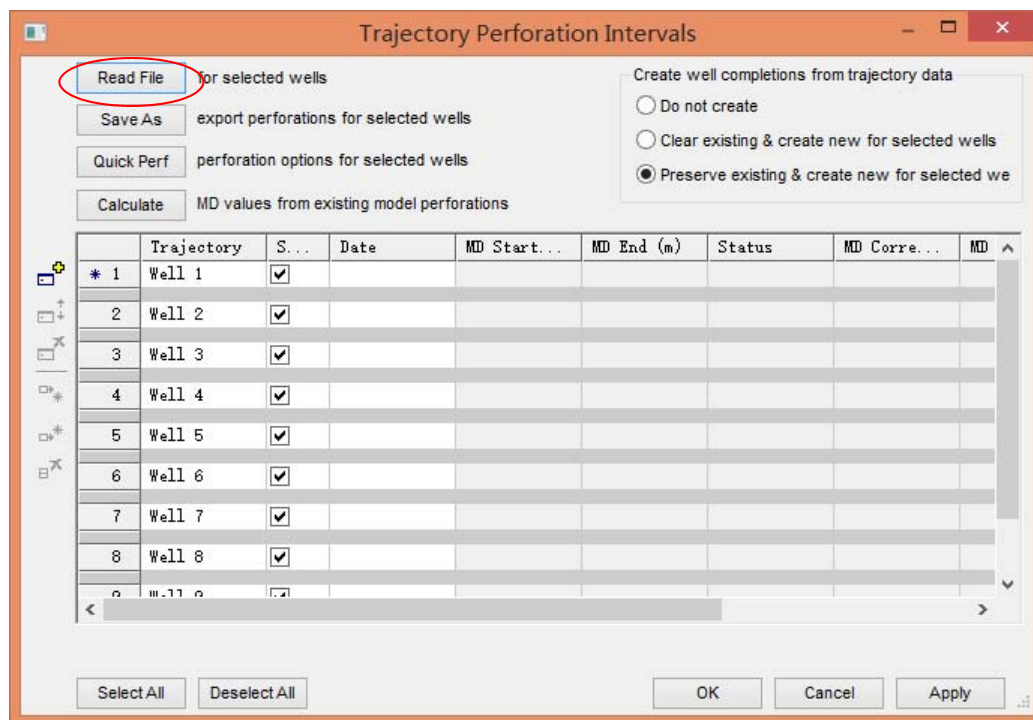 Trajectory Perforation Intervals
Read File for selected wells
Save As export perforations for selected wells
Quick Perf perforation options for selected wells
Calculate MD values from existing model perforations
Create well completions from trajectory data
Do not create
Clear existing & create new for selected wells
Preserve existing & create new for selected we
Trajectory S... Date MD Start... MD End (m) Status MD Corre... MD
* 1 Well 1
2 Well 2
3 Well 3
4 Well 4
5 Well 5
6 Well 6
7 Well 7
8 Well 8
9 Well 9
Select All Deselect All OK Cancel Apply